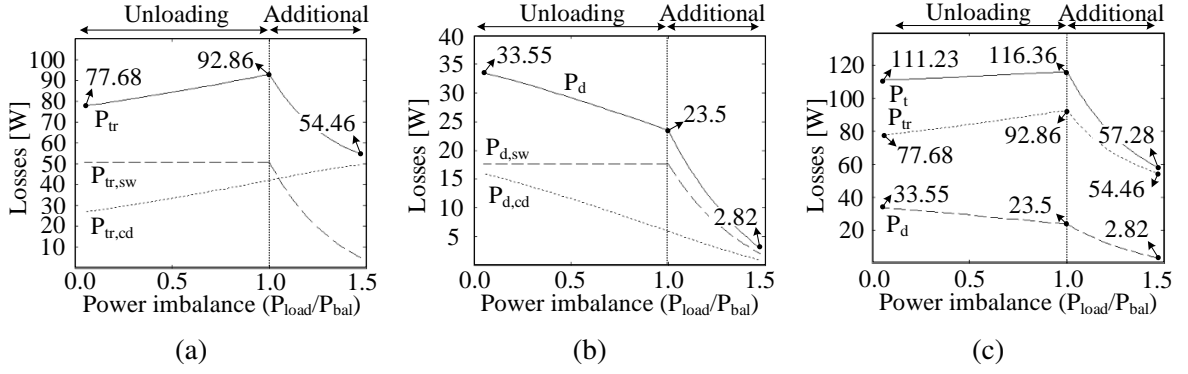 Unloading Additional
100
90
80
70
60
50
40
30
20
10
Losses [W]
77.68
92.86
54.46
P_tr
P_tr,sw
P_tr,cd
0.0 0.5 1.0 1.5
Power imbalance (P_load/P_bal)
(a)
Unloading Additional
40
35
30
25
20
15
10
5
Losses [W]
33.55
P_d
23.5
P_d,sw
P_d,cd
2.82
0.0 0.5 1.0 1.5
Power imbalance (P_load/P_bal)
(b)
Unloading Additional
120
100
80
60
40
20
Losses [W]
111.23
116.36
P_t
P_tr
92.86
57.28
77.68
54.46
33.55
23.5
2.82
P_d
0.0 0.5 1.0 1.5
Power imbalance (P_load/P_bal)
(c)